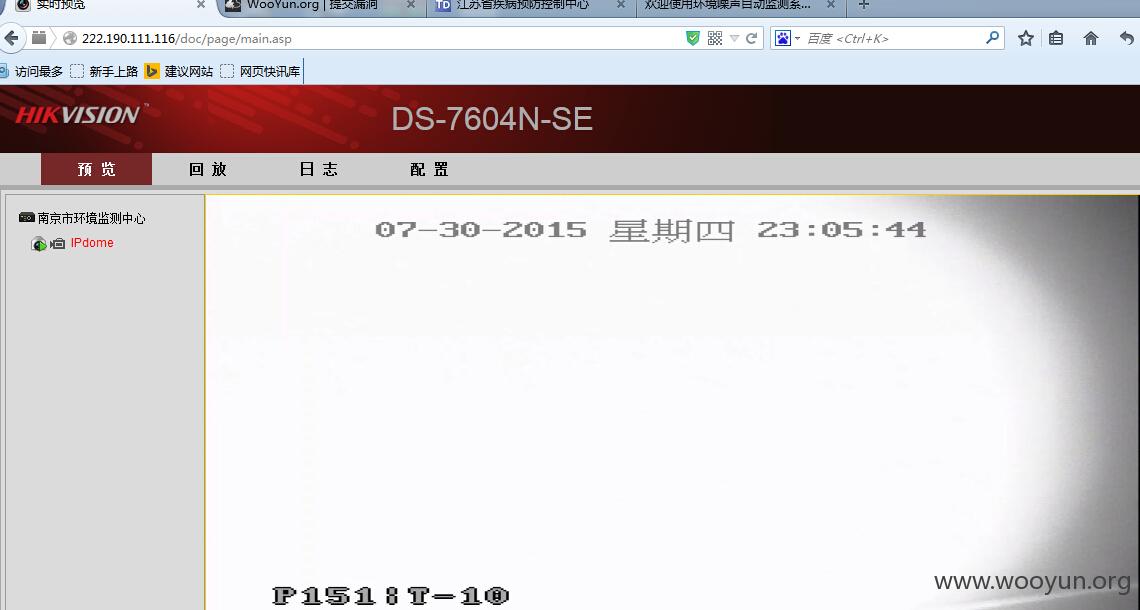 实时预览 WooYun.org | 提交漏洞 江苏省疾病预防控制中心 欢迎使用环境噪声自动监测系...
222.190.111.116/doc/page/main.asp 百度 <Ctrl+K>
访问最多 新手上路 建议网站 网页快讯库
HIKVISION™ DS-7604N-SE
预览 回放 日志 配置
南京市环境监测中心
IPdome
07-30-2015 星期四 23:05:44
P151:T-10
www.wooyun.org